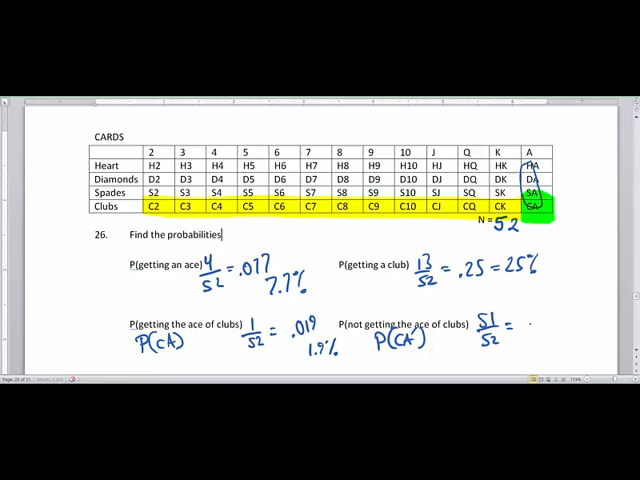 CARDS
2 3 4 5 6 7 8 9 10 J Q K A
Heart H2 H3 H4 H5 H6 H7 H8 H9 H10 HJ HQ HK HA
Diamonds D2 D3 D4 D5 D6 D7 D8 D9 D10 DJ DQ DK DA
Spades S2 S3 S4 S5 S6 S7 S8 S9 S10 SJ SQ SK SA
Clubs C2 C3 C4 C5 C6 C7 C8 C9 C10 CJ CQ CK CA
N = 52
26. Find the probabilities
P(getting an ace) 4/52 = .077 7.7% P(getting a club) 13/52 = .25 = 25%
P(getting the ace of clubs) 1/52 = .019 P(not getting the ace of clubs) 51/52 =
P(CA) 1.9% P(CA')